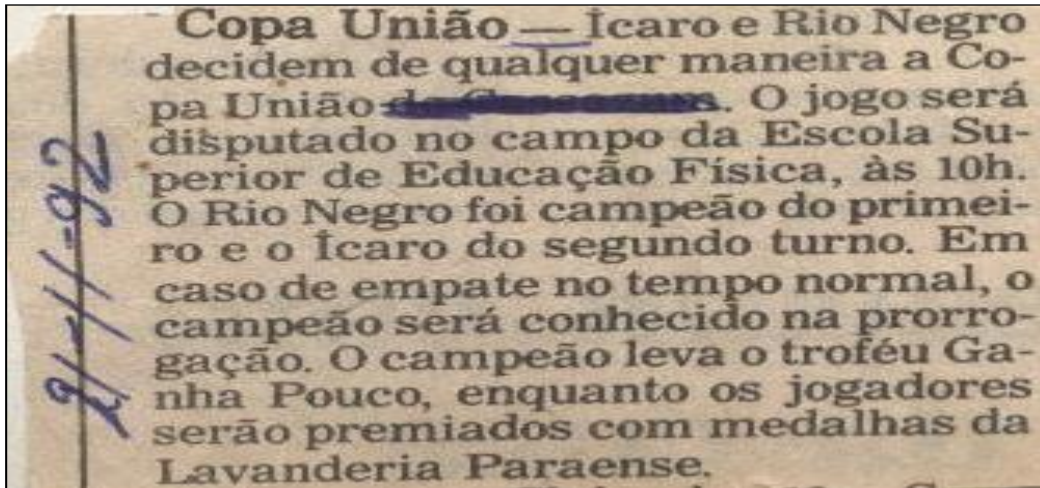 Copa União — Ícaro e Rio Negro
decidem de qualquer maneira a Co-
pa União. O jogo será
disputado no campo da Escola Su-
perior de Educação Física, às 10h.
O Rio Negro foi campeão do primei-
ro e o Ícaro do segundo turno. Em
caso de empate no tempo normal, o
campeão será conhecido na prorro-
gação. O campeão leva o troféu Ga-
nha Pouco, enquanto os jogadores
serão premiados com medalhas da
Lavanderia Paraense.
21-11-92